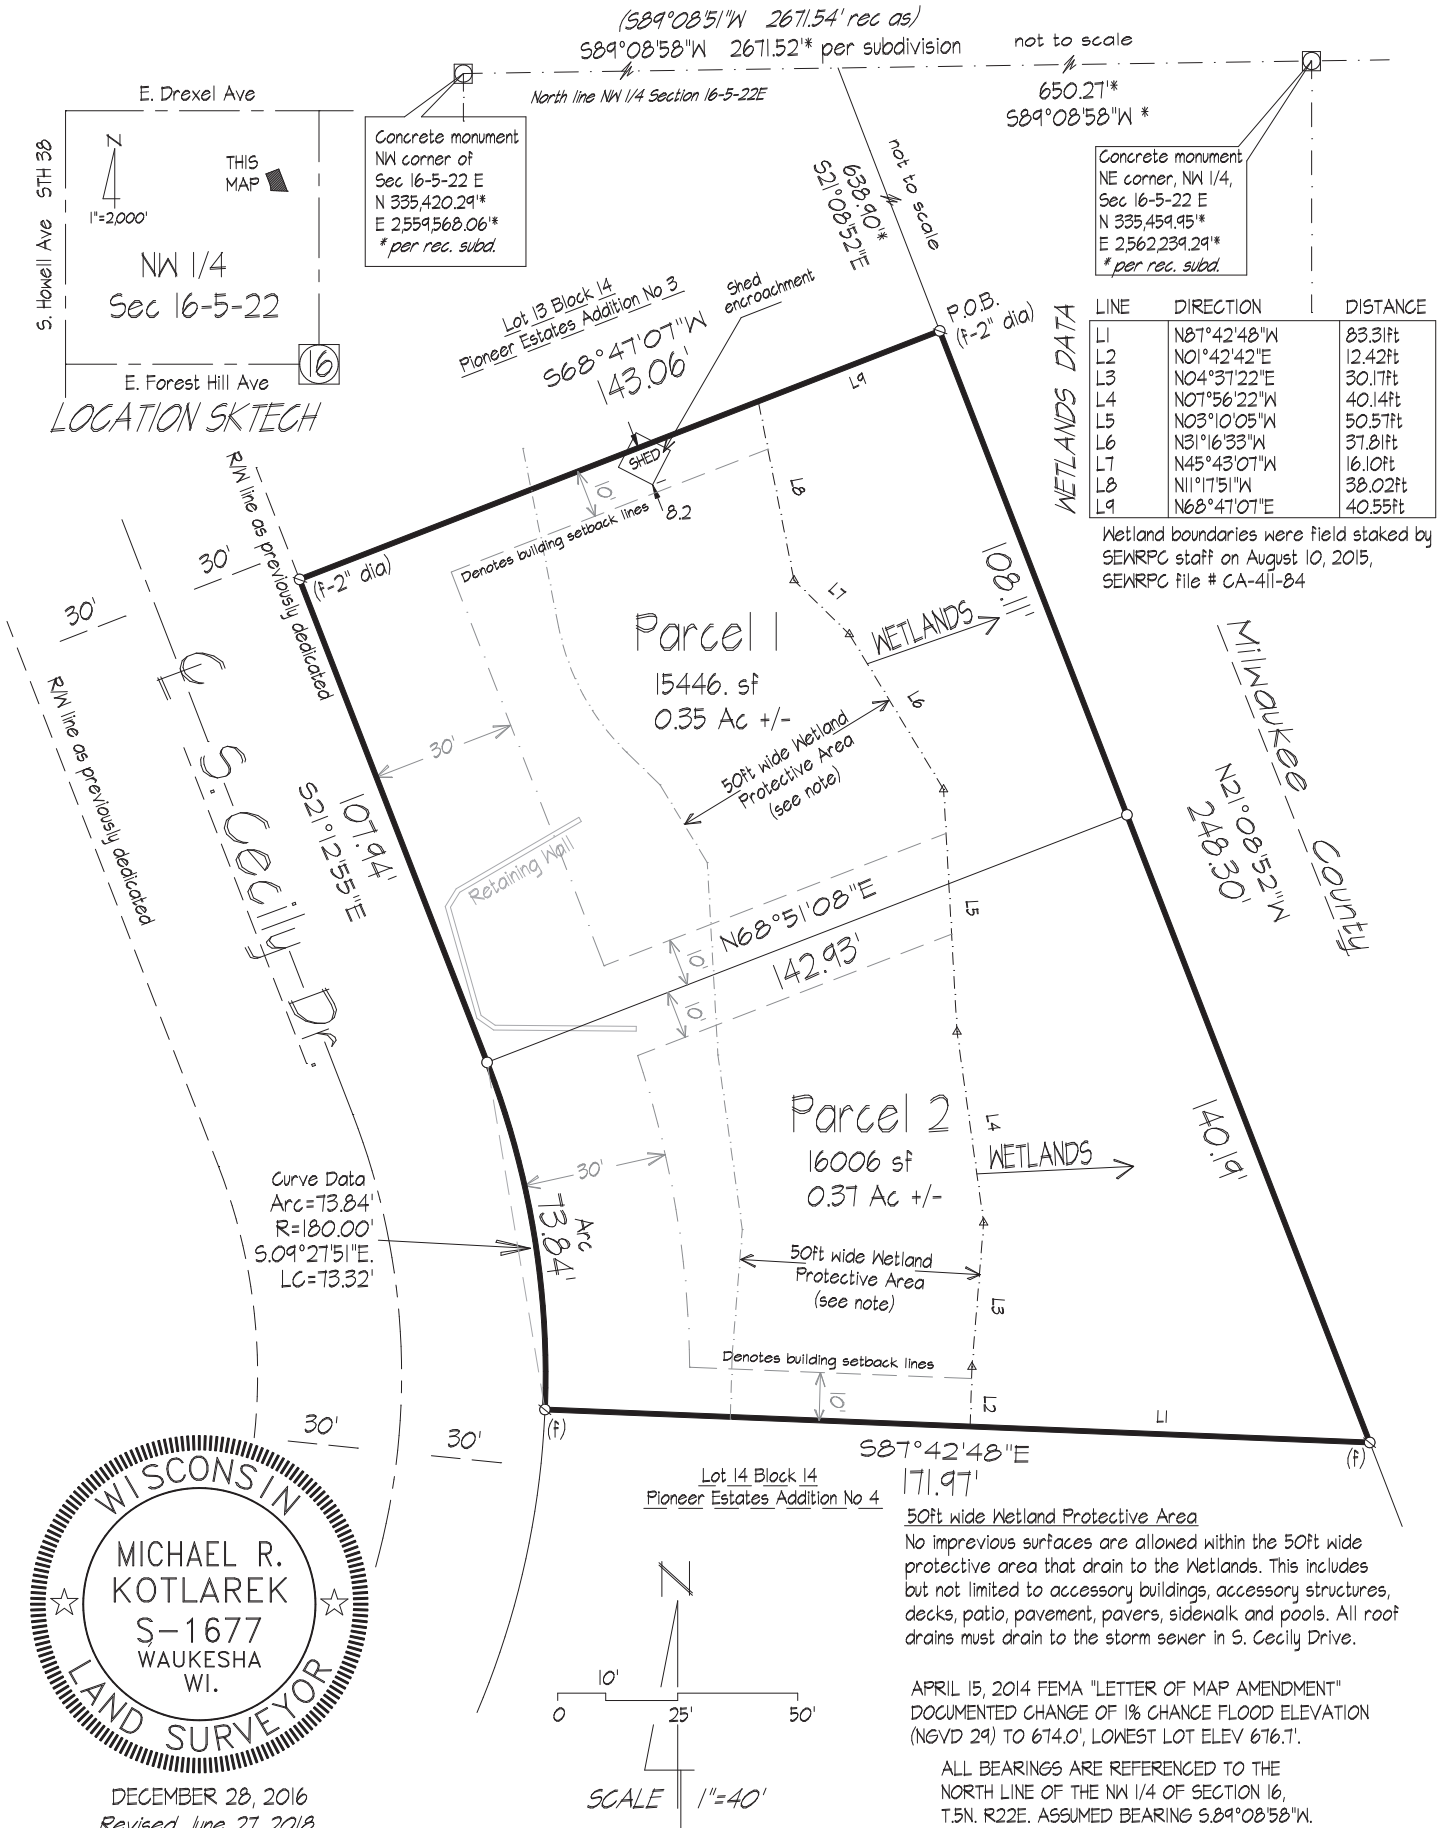 (S89°08'51"W 2671.54' rec as)
S89°08'58"W 2671.52'* per subdivision
not to scale
North line NW 1/4 Section 16-5-22E
650.27'*
S89°08'58"W *
E. Drexel Ave
S. Howell Ave STH 38
N
1"=2,000'
THIS
MAP
NW 1/4
Sec 16-5-22
16
E. Forest Hill Ave
LOCATION SKTECH
Concrete monument
NW corner of
Sec 16-5-22 E
N 335,420.29'*
E 2,559,568.06'*
* per rec. subd.
638.90'*
S21°08'52"E
not to scale
Concrete monument
NE corner, NW 1/4,
Sec 16-5-22 E
N 335,459.95'*
E 2,562,239.29'*
* per rec. subd.
WETLANDS DATA
LINE DIRECTION DISTANCE
L1 N87°42'48"W 83.31ft
L2 N01°42'42"E 12.42ft
L3 N04°37'22"E 30.17ft
L4 N07°56'22"W 40.14ft
L5 N03°10'05"W 50.57ft
L6 N31°16'33"W 37.81ft
L7 N45°43'07"W 16.10ft
L8 N11°17'51"W 38.02ft
L9 N68°47'07"E 40.55ft
Wetland boundaries were field staked by
SEWRPC staff on August 10, 2015,
SEWRPC file # CA-411-84
Lot 13 Block 14
Pioneer Estates Addition No 3
S68°47'07"W
143.06'
Shed
encroachment
P.O.B.
(f-2" dia)
L9
SHED
8.2
10'
Denotes building setback lines
L8
L7
R/W line as previously dedicated
(f-2" dia)
30'
30'
R/W line as previously dedicated
℄ S. Cecily Dr.
Parcel 1
15446. sf
0.35 Ac +/-
WETLANDS
108.11'
L6
50ft wide Wetland
Protective Area
(see note)
30'
107.94'
S21°12'55"E
Retaining Wall
Milwaukee County
N21°08'52"W
248.30'
N68°51'08"E
142.93'
10'
10'
L5
Parcel 2
16006 sf
0.37 Ac +/-
L4
WETLANDS
140.19'
30'
Arc
73.84'
Curve Data
Arc=73.84'
R=180.00'
S.09°27'51"E.
LC=73.32'
50ft wide Wetland
Protective Area
(see note)
L3
Denotes building setback lines
10'
L2
L1
(f)
(f)
S87°42'48"E
171.97'
30'
30'
Lot 14 Block 14
Pioneer Estates Addition No 4
50ft wide Wetland Protective Area
No imprevious surfaces are allowed within the 50ft wide
protective area that drain to the Wetlands. This includes
but not limited to accessory buildings, accessory structures,
decks, patio, pavement, pavers, sidewalk and pools. All roof
drains must drain to the storm sewer in S. Cecily Drive.
APRIL 15, 2014 FEMA "LETTER OF MAP AMENDMENT"
DOCUMENTED CHANGE OF 1% CHANCE FLOOD ELEVATION
(NGVD 29) TO 674.0', LOWEST LOT ELEV 676.7'.
ALL BEARINGS ARE REFERENCED TO THE
NORTH LINE OF THE NW 1/4 OF SECTION 16,
T.5N. R22E. ASSUMED BEARING S.89°08'58"W.
N
10'
0 25' 50'
SCALE 1"=40'
WISCONSIN
MICHAEL R.
KOTLAREK
S-1677
WAUKESHA
WI.
LAND SURVEYOR
DECEMBER 28, 2016
Revised June 27, 2018